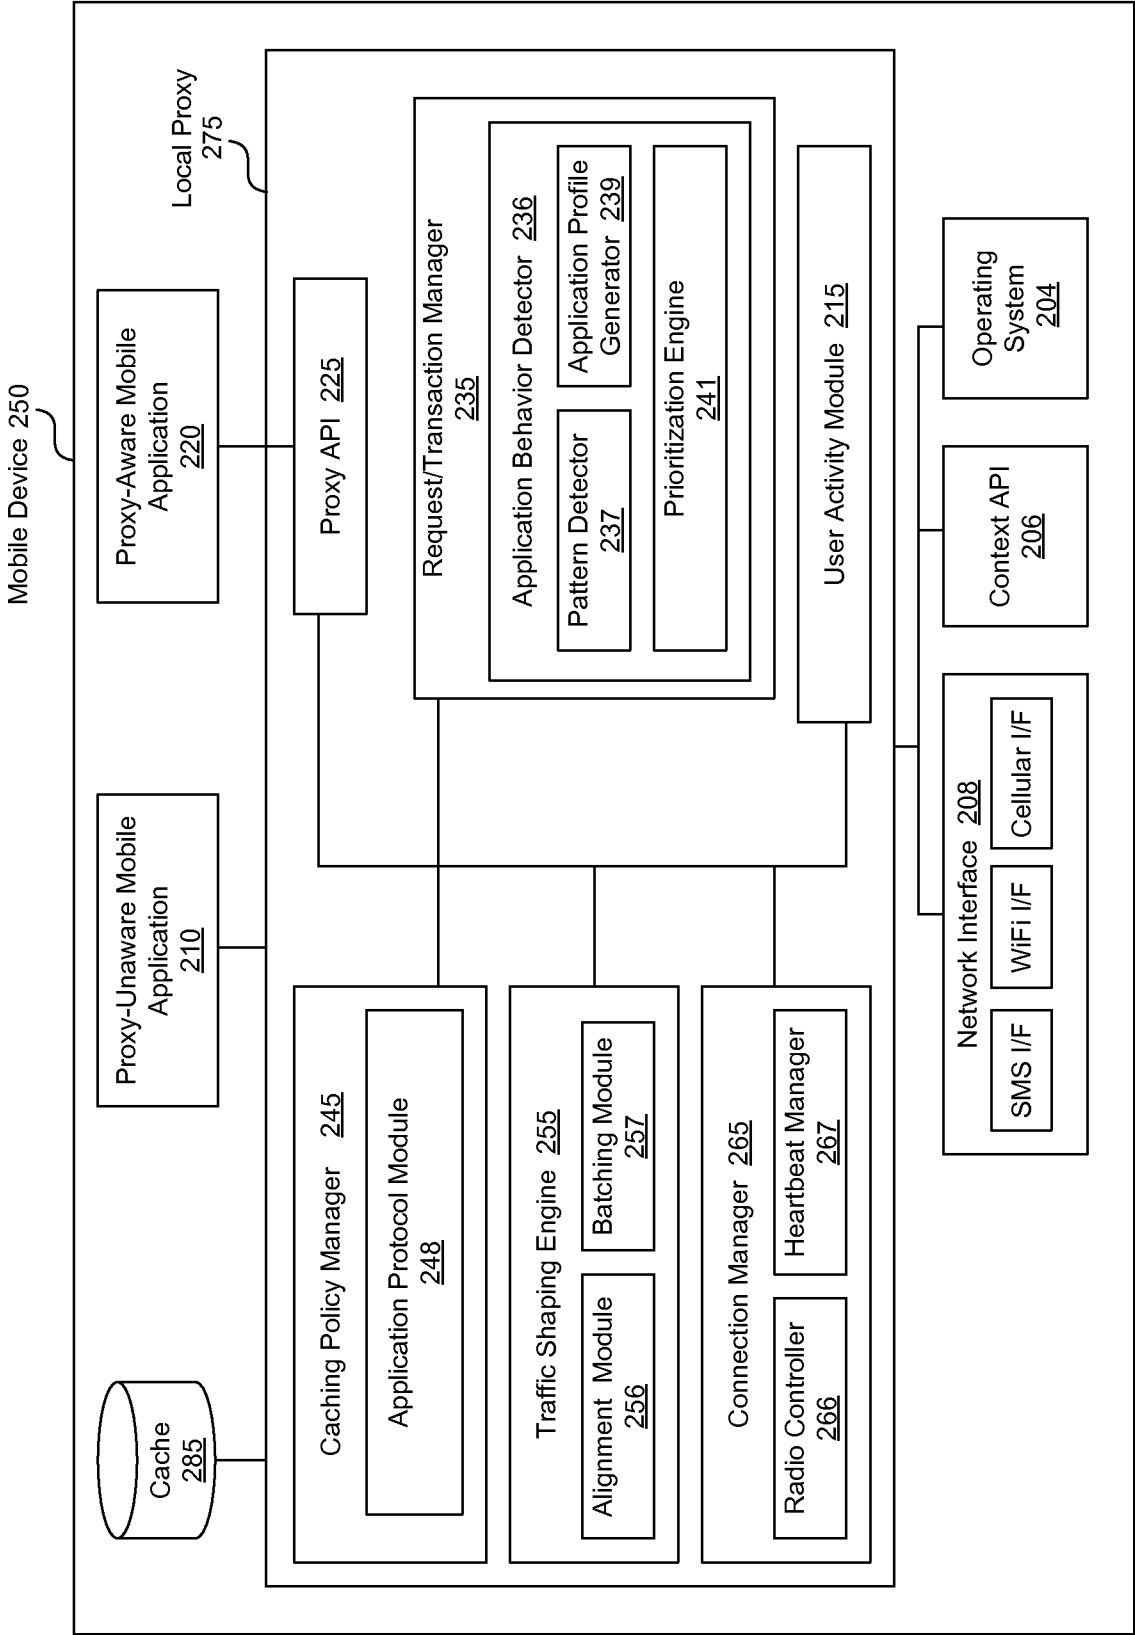 Mobile Device 250
Cache
285
Proxy-Unaware Mobile
Application
210
Proxy-Aware Mobile
Application
220
Local Proxy
275
Caching Policy Manager 245
Application Protocol Module
248
Traffic Shaping Engine 255
Alignment Module
256
Batching Module
257
Connection Manager 265
Radio Controller
266
Heartbeat Manager
267
Proxy API 225
Request/Transaction Manager
235
Application Behavior Detector 236
Pattern Detector
237
Application Profile
Generator 239
Prioritization Engine
241
User Activity Module 215
Network Interface 208
SMS I/F
WiFi I/F
Cellular I/F
Context API
206
Operating
System
204